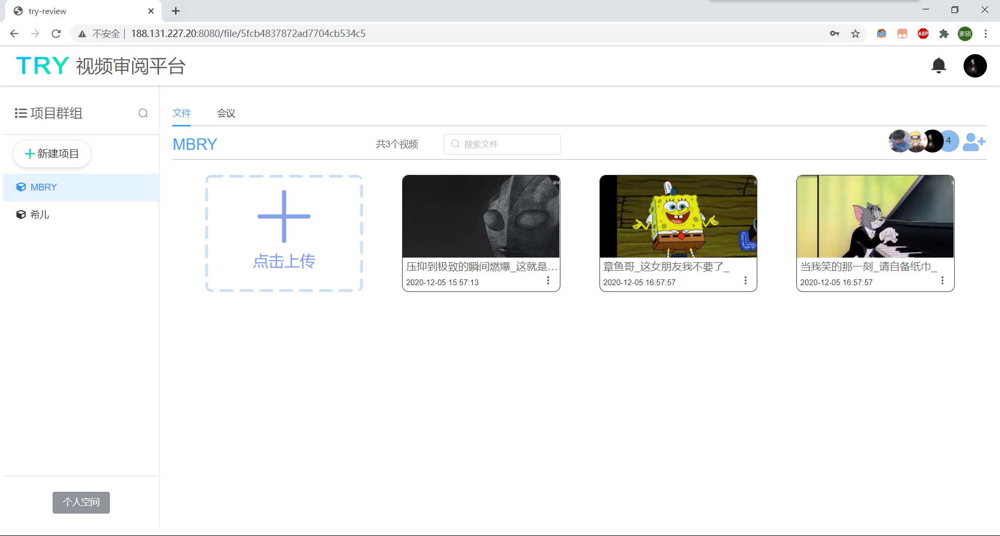 try-review
不安全 | 188.131.227.20:8080/file/5fcb4837872ad7704cb534c5
ABP
家硕
TRY 视频审阅平台
项目群组
新建项目
MBRY
希儿
个人空间
文件 会议
MBRY 共3个视频 搜索文件 4
点击上传
压抑到极致的瞬间燃爆_这就是...
2020-12-05 15:57:13
章鱼哥_这女朋友我不要了_
2020-12-05 16:57:57
当我笑的那一刻_请自备纸巾_
2020-12-05 16:57:57